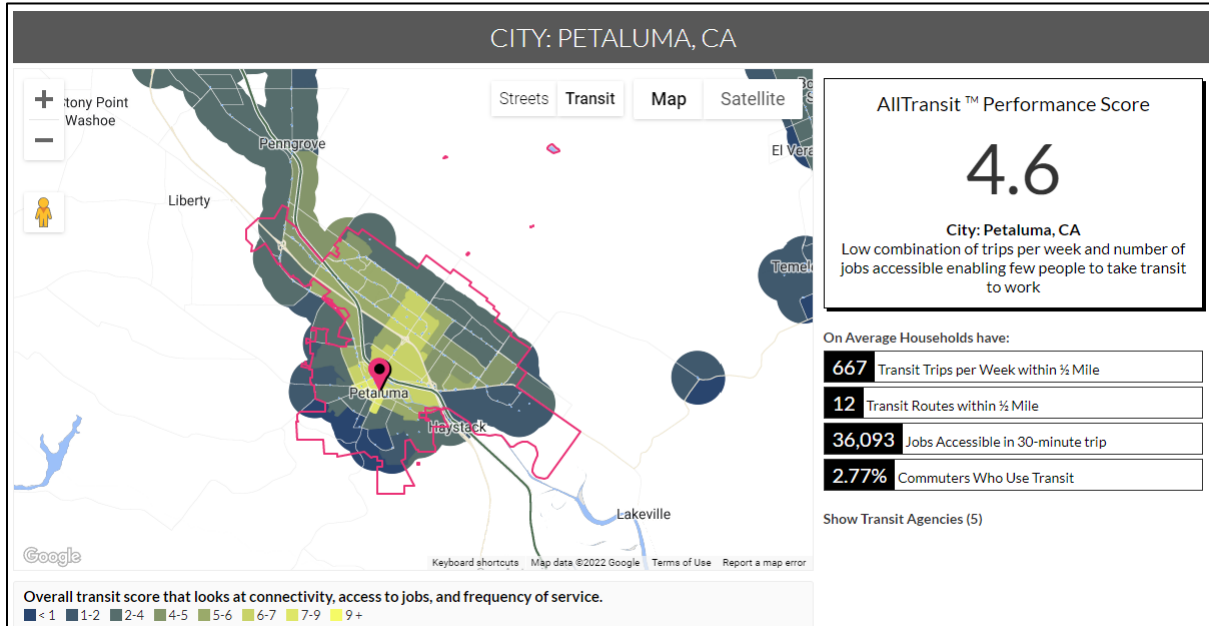 CITY: PETALUMA, CA
Stony Point
Washoe
Streets Transit Map Satellite
Penngrove
El Vera
Liberty
Temelo
Petaluma
Haystack
Lakeville
Google
Keyboard shortcuts Map data ©2022 Google Terms of Use Report a map error
Overall transit score that looks at connectivity, access to jobs, and frequency of service.
< 1 1-2 2-4 4-5 5-6 6-7 7-9 9 +
AllTransit ™ Performance Score
4.6
City: Petaluma, CA
Low combination of trips per week and number of
jobs accessible enabling few people to take transit
to work
On Average Households have:
667 Transit Trips per Week within ½ Mile
12 Transit Routes within ½ Mile
36,093 Jobs Accessible in 30-minute trip
2.77% Commuters Who Use Transit
Show Transit Agencies (5)